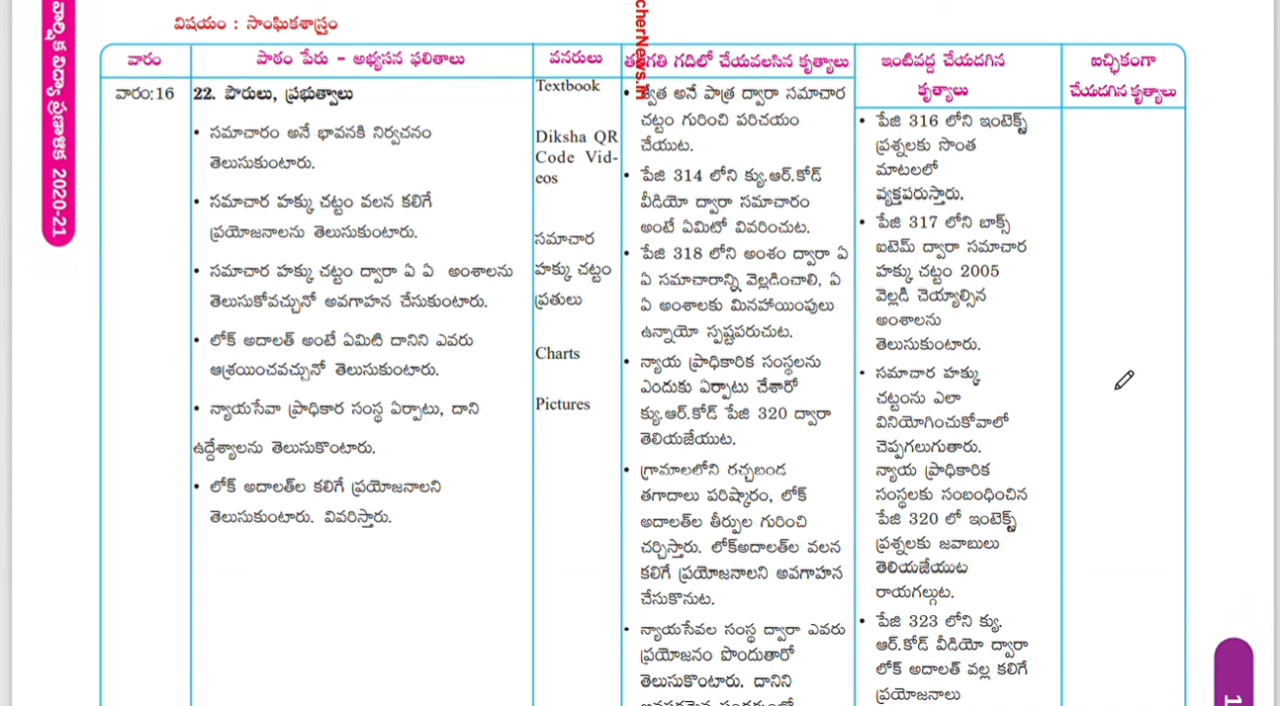 విషయం : సాంఘికశాస్త్రం
వార్షిక విద్యా ప్రణాళిక 2020-21
cherNews.in
వారం
పాఠం పేరు - అభ్యసన ఫలితాలు
వనరులు
గదిలో చేయవలసిన కృత్యాలు
ఇంటివద్ద చేయదగిన
కృత్యాలు
ఐచ్ఛికంగా
చేయదగిన కృత్యాలు
వారం:16
22. పౌరులు, ప్రభుత్వాలు
• సమాచారం అనే భావనకి నిర్వచనం
తెలుసుకుంటారు.
• సమాచార హక్కు చట్టం వలన కలిగే
ప్రయోజనాలను తెలుసుకుంటారు.
• సమాచార హక్కు చట్టం ద్వారా ఏ ఏ అంశాలను
తెలుసుకోవచ్చునో అవగాహన చేసుకుంటారు.
• లోక్ అదాలత్ అంటే ఏమిటి దానిని ఎవరు
ఆశ్రయించవచ్చునో తెలుసుకుంటారు.
• న్యాయసేవా ప్రాధికార సంస్థ ఏర్పాటు, దాని
ఉద్దేశ్యాలను తెలుసుకొంటారు.
• లోక్ అదాలత్‌ల కలిగే ప్రయోజనాలని
తెలుసుకుంటారు. వివరిస్తారు.
Textbook
Diksha QR
Code Vid-
eos
సమాచార
హక్కు చట్టం
ప్రతులు
Charts
Pictures
• అనే పాత్ర ద్వారా సమాచార
చట్టం గురించి పరిచయం
చేయుట.
• పేజి 314 లోని క్యు.ఆర్.కోడ్
వీడియో ద్వారా సమాచారం
అంటే ఏమిటో వివరించుట.
• పేజి 318 లోని అంశం ద్వారా ఏ
ఏ సమాచారాన్ని వెల్లడించాలి, ఏ
ఏ అంశాలకు మినహాయింపులు
ఉన్నాయో స్పష్టపరుచుట.
• న్యాయ ప్రాధికారిక సంస్థలను
ఎందుకు ఏర్పాటు చేశారో
క్యు.ఆర్.కోడ్ పేజి 320 ద్వారా
తెలియజేయుట.
• గ్రామాలలోని రచ్చబండ
తగాదాలు పరిష్కారం, లోక్
అదాలత్‌ల తీర్పుల గురించి
చర్చిస్తారు. లోక్‌అదాలత్‌ల వలన
కలిగే ప్రయోజనాలని అవగాహన
చేసుకొనుట.
• న్యాయసేవల సంస్థ ద్వారా ఎవరు
ప్రయోజనం పొందుతారో
తెలుసుకొంటారు. దానిని
• పేజి 316 లోని ఇంటెక్స్ట్
ప్రశ్నలకు సొంత
మాటలలో
వ్యక్తపరుస్తారు.
• పేజి 317 లోని బాక్స్
ఐటెమ్ ద్వారా సమాచార
హక్కు చట్టం 2005
వెల్లడి చెయ్యాల్సిన
అంశాలను
తెలుసుకుంటారు.
• సమాచార హక్కు
చట్టంను ఎలా
వినియోగించుకోవాలో
చెప్పగలుగుతారు.
న్యాయ ప్రాధికారిక
సంస్థలకు సంబంధించిన
పేజి 320 లో ఇంటెక్స్ట్
ప్రశ్నలకు జవాబులు
తెలియజేయుట
రాయగల్గుట.
• పేజి 323 లోని క్యు.
ఆర్.కోడ్ వీడియో ద్వారా
లోక్ అదాలత్ వల్ల కలిగే
ప్రయోజనాలు